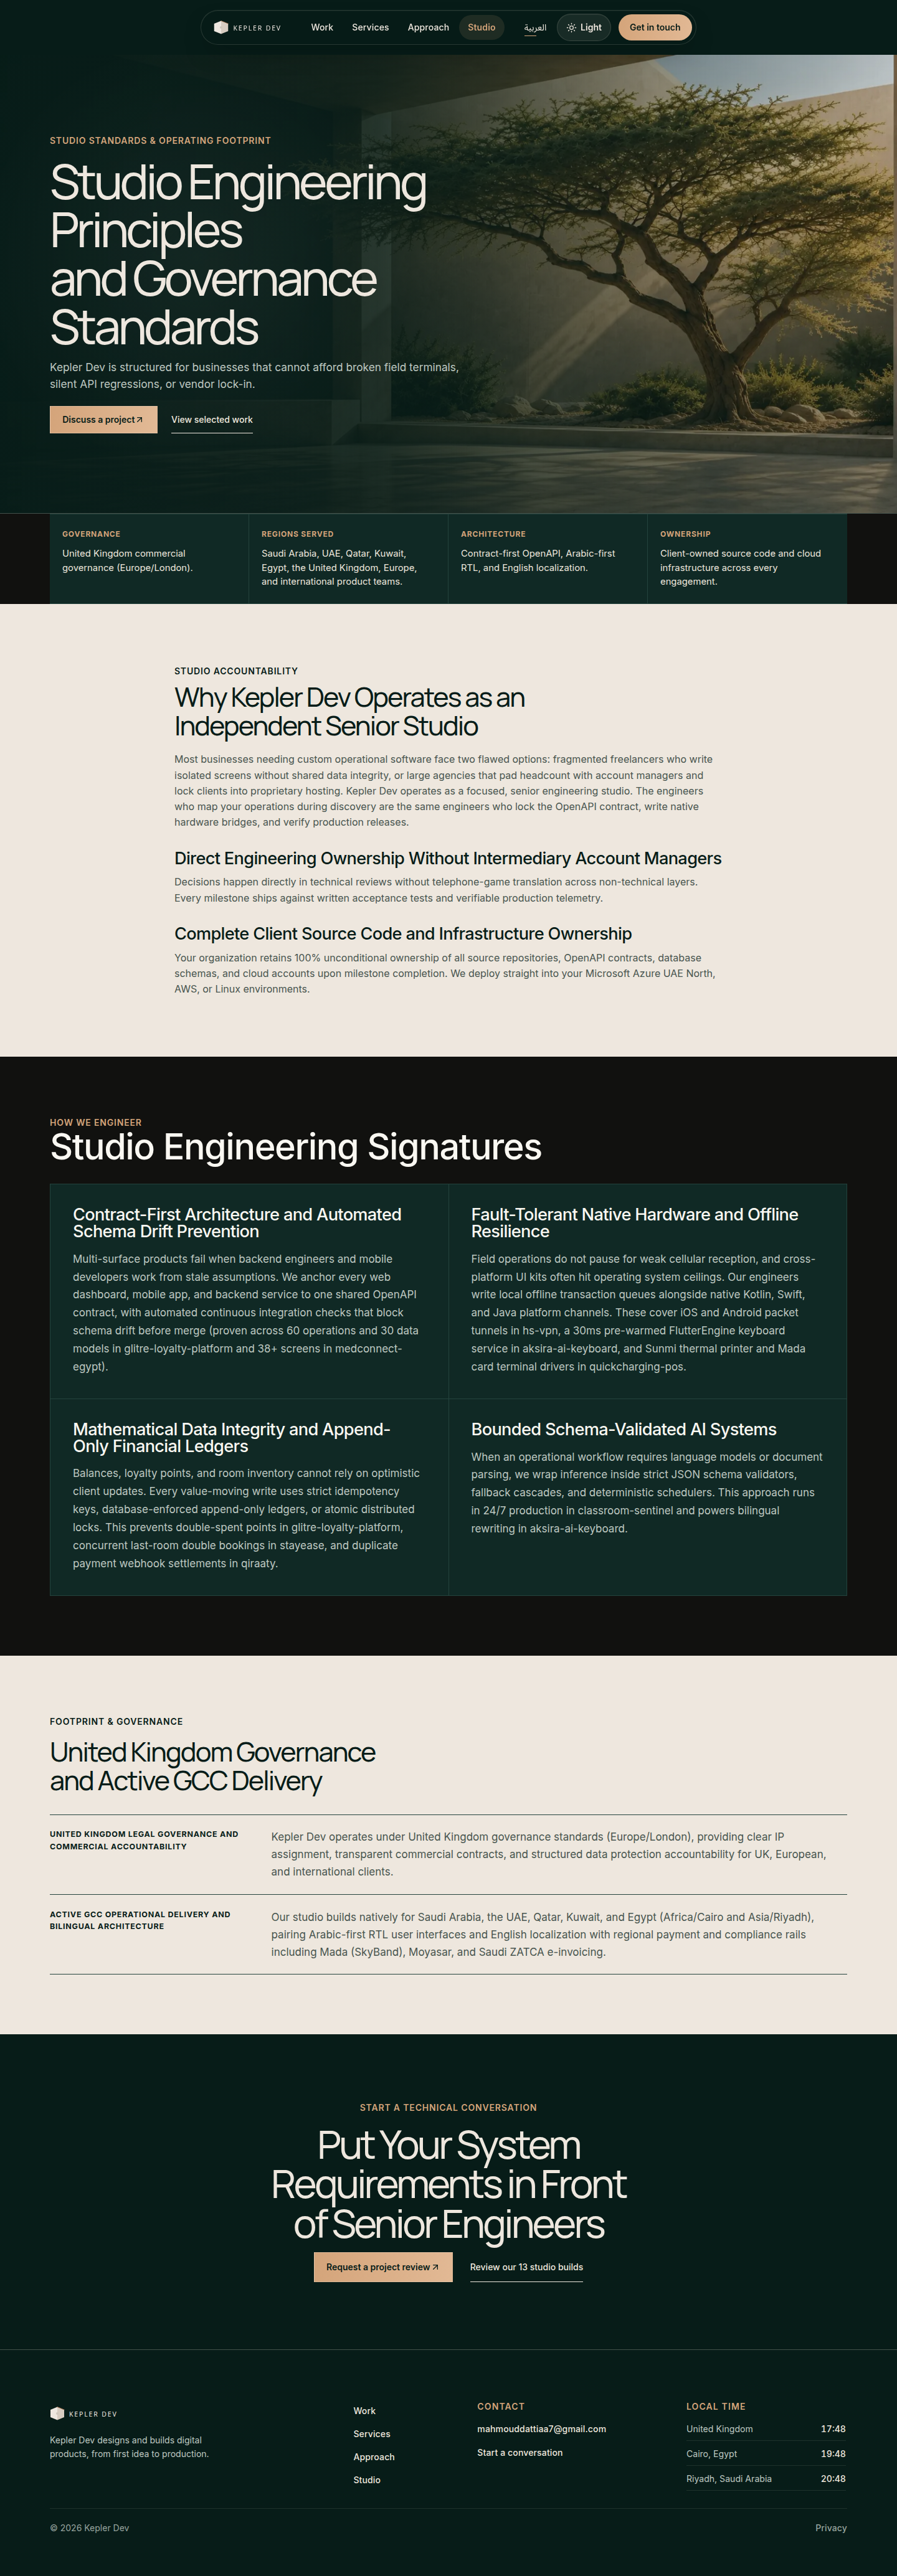 KEPLER DEV
Work
Services
Approach
Studio
العربية
Light
Get in touch
STUDIO STANDARDS & OPERATING FOOTPRINT
Studio Engineering
Principles
and Governance
Standards
Kepler Dev is structured for businesses that cannot afford broken field terminals,
silent API regressions, or vendor lock-in.
Discuss a project
View selected work
GOVERNANCE
United Kingdom commercial
governance (Europe/London).
REGIONS SERVED
Saudi Arabia, UAE, Qatar, Kuwait,
Egypt, the United Kingdom, Europe,
and international product teams.
ARCHITECTURE
Contract-first OpenAPI, Arabic-first
RTL, and English localization.
OWNERSHIP
Client-owned source code and cloud
infrastructure across every
engagement.
STUDIO ACCOUNTABILITY
Why Kepler Dev Operates as an
Independent Senior Studio
Most businesses needing custom operational software face two flawed options: fragmented freelancers who write
isolated screens without shared data integrity, or large agencies that pad headcount with account managers and
lock clients into proprietary hosting. Kepler Dev operates as a focused, senior engineering studio. The engineers
who map your operations during discovery are the same engineers who lock the OpenAPI contract, write native
hardware bridges, and verify production releases.
Direct Engineering Ownership Without Intermediary Account Managers
Decisions happen directly in technical reviews without telephone-game translation across non-technical layers.
Every milestone ships against written acceptance tests and verifiable production telemetry.
Complete Client Source Code and Infrastructure Ownership
Your organization retains 100% unconditional ownership of all source repositories, OpenAPI contracts, database
schemas, and cloud accounts upon milestone completion. We deploy straight into your Microsoft Azure UAE North,
AWS, or Linux environments.
HOW WE ENGINEER
Studio Engineering Signatures
Contract-First Architecture and Automated
Schema Drift Prevention
Multi-surface products fail when backend engineers and mobile
developers work from stale assumptions. We anchor every web
dashboard, mobile app, and backend service to one shared OpenAPI
contract, with automated continuous integration checks that block
schema drift before merge (proven across 60 operations and 30 data
models in glitre-loyalty-platform and 38+ screens in medconnect-
egypt).
Fault-Tolerant Native Hardware and Offline
Resilience
Field operations do not pause for weak cellular reception, and cross-
platform UI kits often hit operating system ceilings. Our engineers
write local offline transaction queues alongside native Kotlin, Swift,
and Java platform channels. These cover iOS and Android packet
tunnels in hs-vpn, a 30ms pre-warmed FlutterEngine keyboard
service in aksira-ai-keyboard, and Sunmi thermal printer and Mada
card terminal drivers in quickcharging-pos.
Mathematical Data Integrity and Append-
Only Financial Ledgers
Balances, loyalty points, and room inventory cannot rely on optimistic
client updates. Every value-moving write uses strict idempotency
keys, database-enforced append-only ledgers, or atomic distributed
locks. This prevents double-spent points in glitre-loyalty-platform,
concurrent last-room double bookings in stayease, and duplicate
payment webhook settlements in qiraaty.
Bounded Schema-Validated AI Systems
When an operational workflow requires language models or document
parsing, we wrap inference inside strict JSON schema validators,
fallback cascades, and deterministic schedulers. This approach runs
in 24/7 production in classroom-sentinel and powers bilingual
rewriting in aksira-ai-keyboard.
FOOTPRINT & GOVERNANCE
United Kingdom Governance
and Active GCC Delivery
UNITED KINGDOM LEGAL GOVERNANCE AND
COMMERCIAL ACCOUNTABILITY
Kepler Dev operates under United Kingdom governance standards (Europe/London), providing clear IP
assignment, transparent commercial contracts, and structured data protection accountability for UK, European,
and international clients.
ACTIVE GCC OPERATIONAL DELIVERY AND
BILINGUAL ARCHITECTURE
Our studio builds natively for Saudi Arabia, the UAE, Qatar, Kuwait, and Egypt (Africa/Cairo and Asia/Riyadh),
pairing Arabic-first RTL user interfaces and English localization with regional payment and compliance rails
including Mada (SkyBand), Moyasar, and Saudi ZATCA e-invoicing.
START A TECHNICAL CONVERSATION
Put Your System
Requirements in Front
of Senior Engineers
Request a project review
Review our 13 studio builds
KEPLER DEV
Kepler Dev designs and builds digital
products, from first idea to production.
Work
Services
Approach
Studio
CONTACT
mahmouddattiaa7@gmail.com
Start a conversation
LOCAL TIME
United Kingdom 17:48
Cairo, Egypt 19:48
Riyadh, Saudi Arabia 20:48
© 2026 Kepler Dev
Privacy